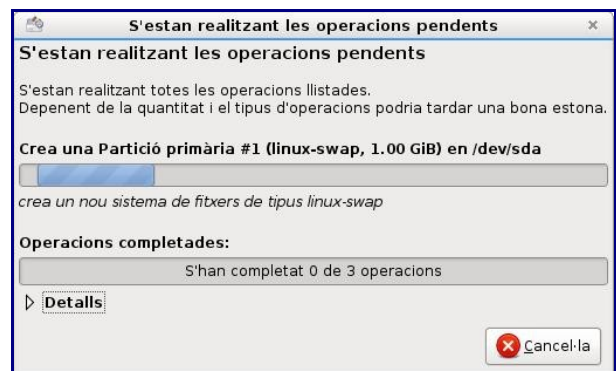 S'estan realitzant les operacions pendents
S'estan realitzant les operacions pendents
S'estan realitzant totes les operacions llistades.
Depenent de la quantitat i el tipus d'operacions podria tardar una bona estona.
Crea una Partició primària #1 (linux-swap, 1.00 GiB) en /dev/sda
crea un nou sistema de fitxers de tipus linux-swap
Operacions completades:
S'han completat 0 de 3 operacions
Detalls
Cancel·la